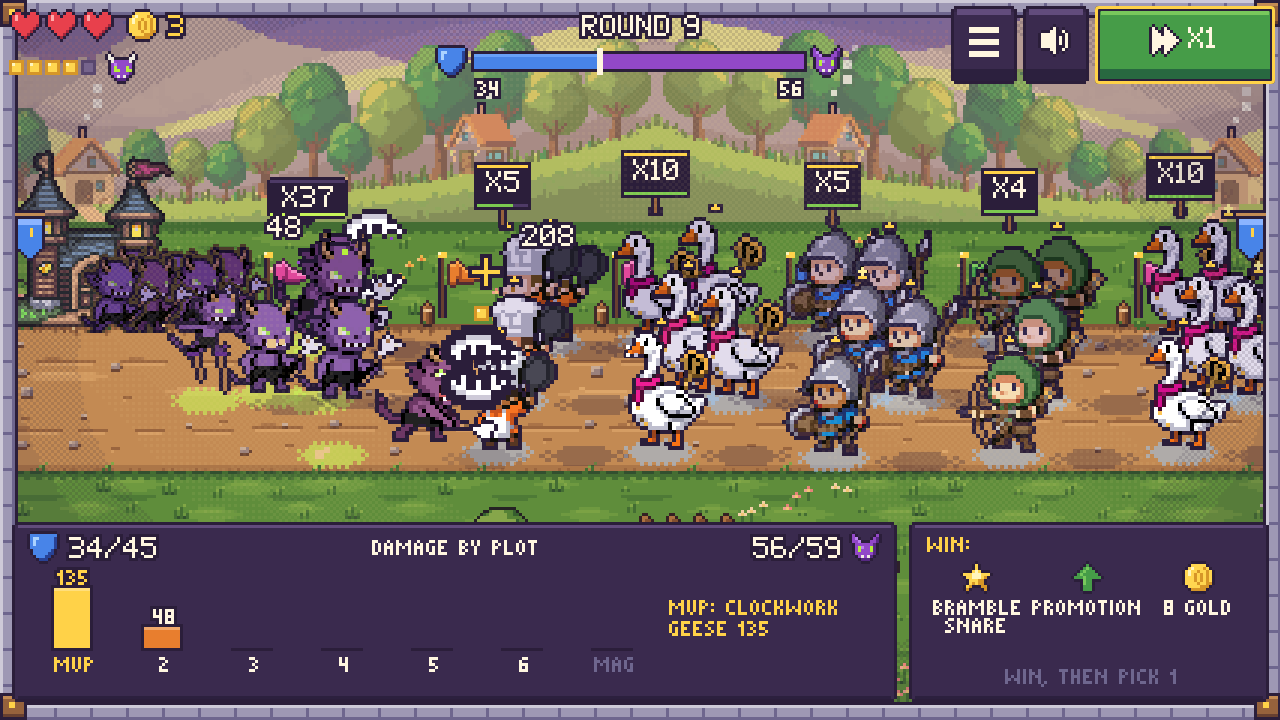 3
ROUND 9
X1
34
56
X37
X5
X10
X5
X4
X10
48
208
34/45
DAMAGE BY PLOT
56/59
135
48
MVP
2
3
4
5
6
MAG
MVP: CLOCKWORK
GEESE 135
WIN:
BRAMBLE
SNARE
PROMOTION
8 GOLD
WIN, THEN PICK 1